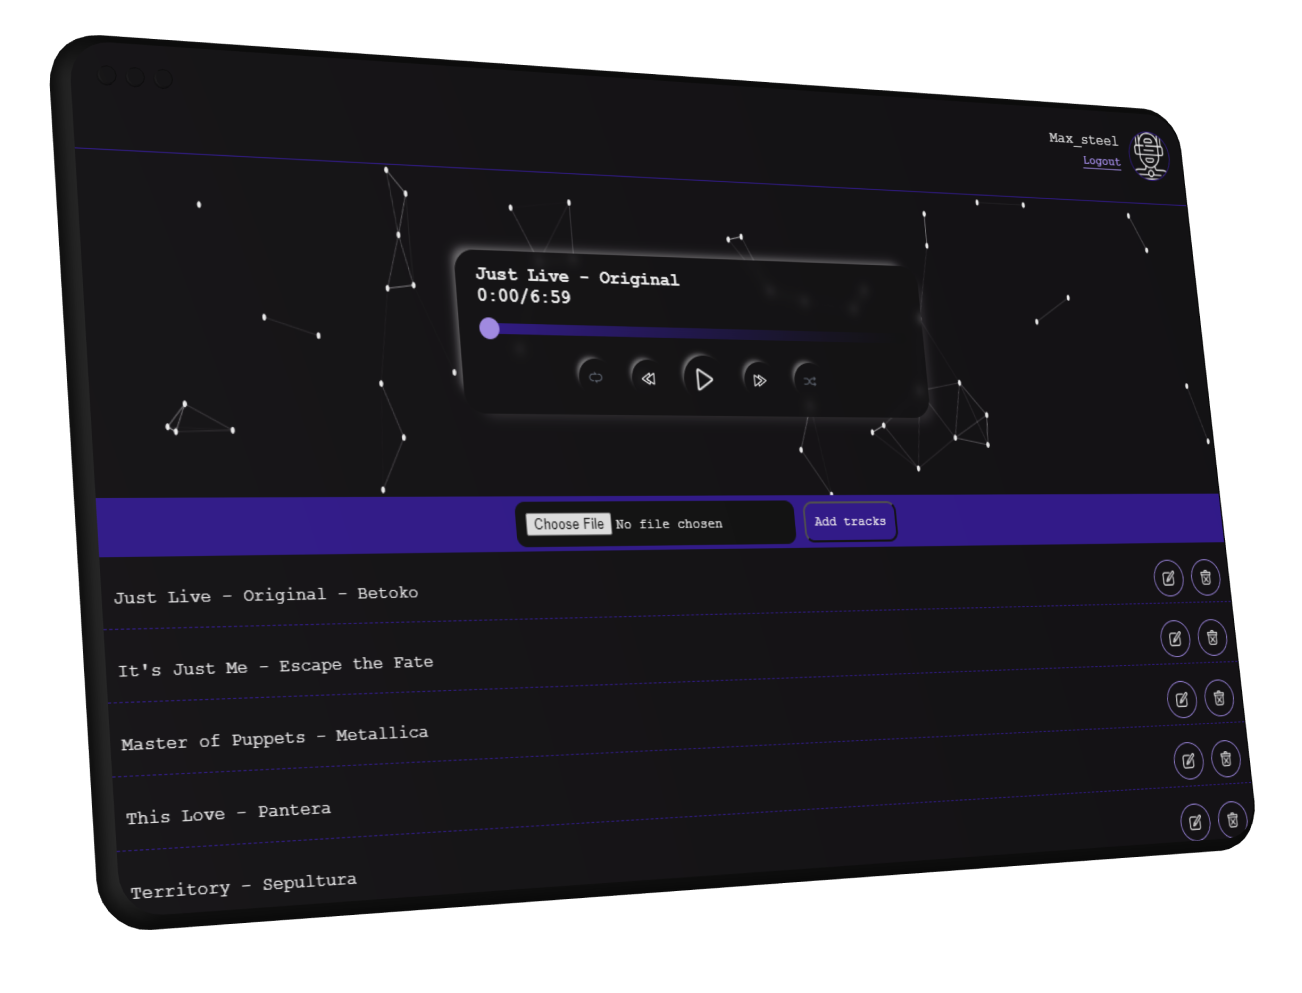 Max_steel
Logout
Just Live - Original
0:00/6:59
Choose File No file chosen
Add tracks
Just Live - Original - Betoko
It's Just Me - Escape the Fate
Master of Puppets - Metallica
This Love - Pantera
Territory - Sepultura